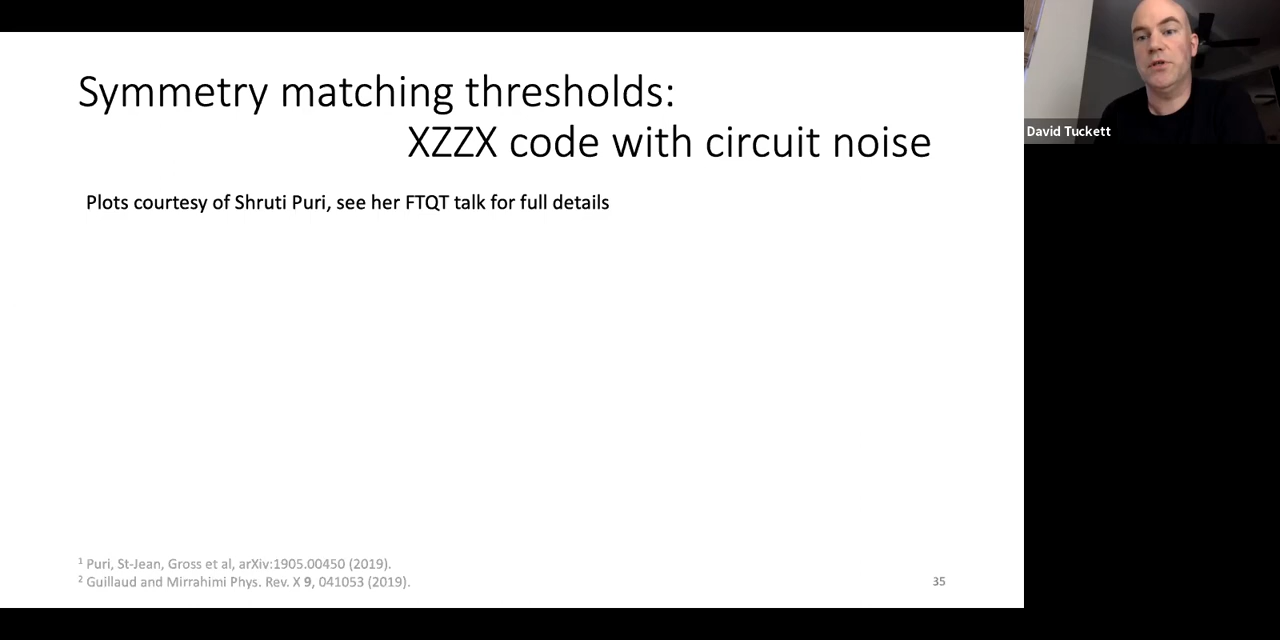 Symmetry matching thresholds:
XZZX code with circuit noise
Plots courtesy of Shruti Puri, see her FTQT talk for full details
¹ Puri, St-Jean, Gross et al, arXiv:1905.00450 (2019).
² Guillaud and Mirrahimi Phys. Rev. X 9, 041053 (2019).
35
David Tuckett